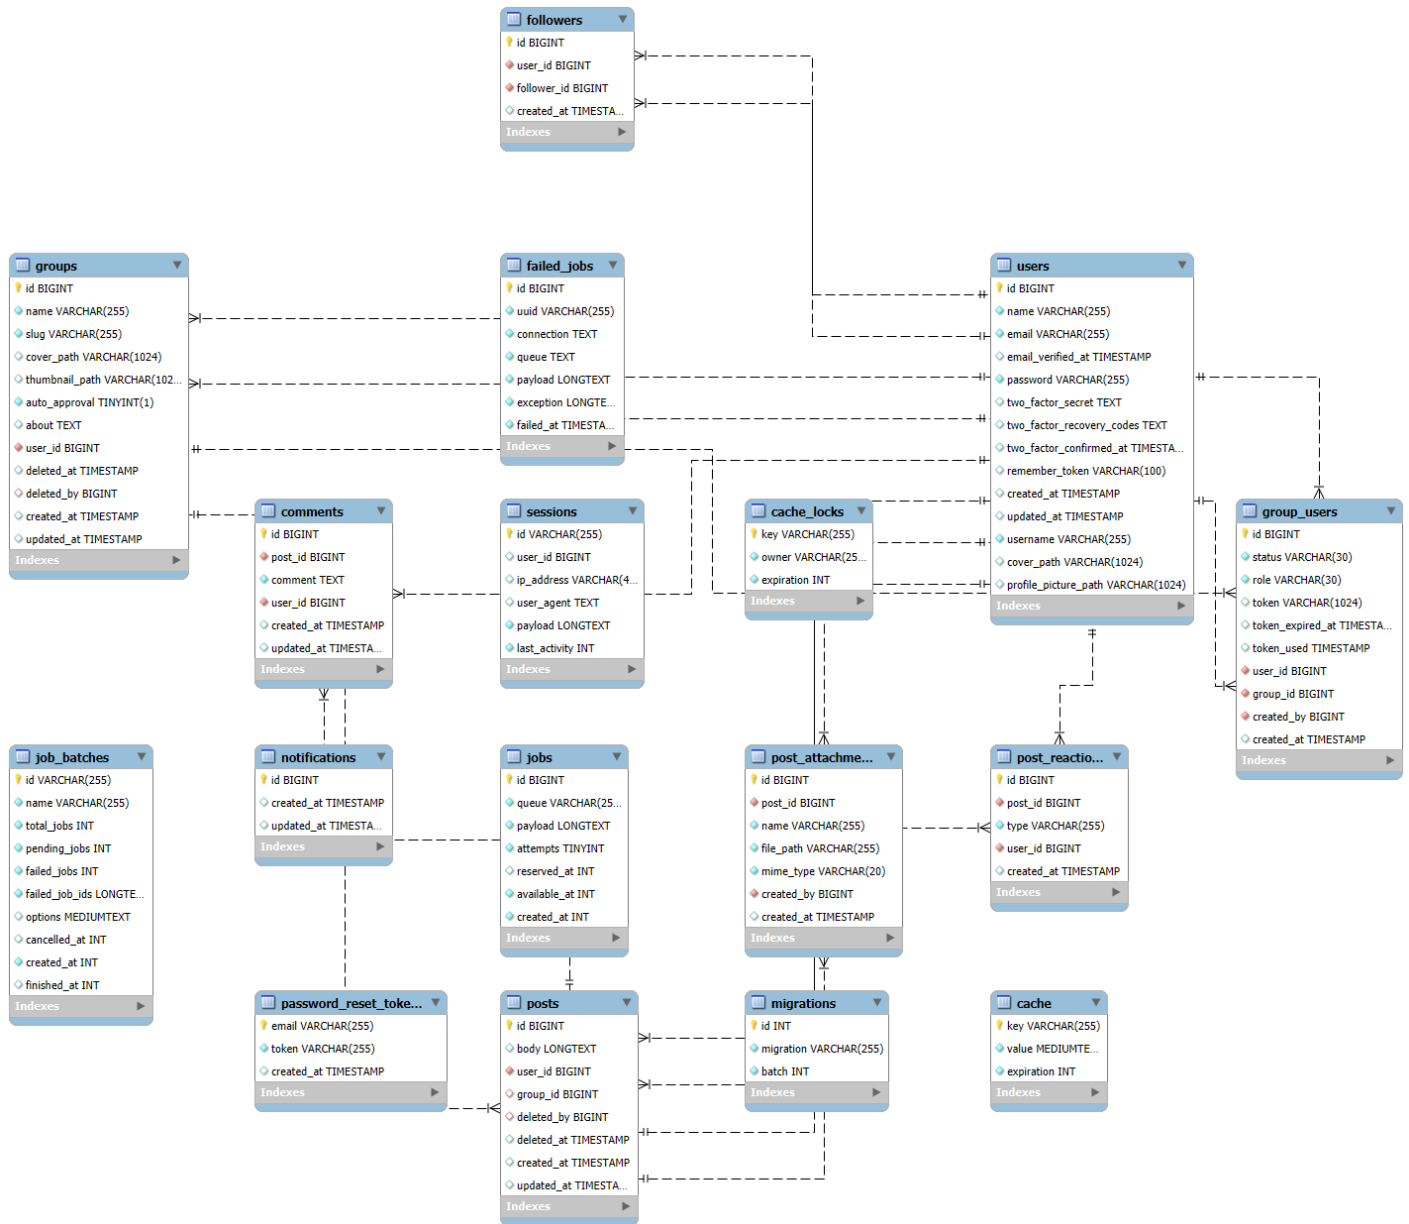 followers
id BIGINT
user_id BIGINT
follower_id BIGINT
created_at TIMESTA...
Indexes
groups
id BIGINT
name VARCHAR(255)
slug VARCHAR(255)
cover_path VARCHAR(1024)
thumbnail_path VARCHAR(102...
auto_approval TINYINT(1)
about TEXT
user_id BIGINT
deleted_at TIMESTAMP
deleted_by BIGINT
created_at TIMESTAMP
updated_at TIMESTAMP
Indexes
failed_jobs
id BIGINT
uuid VARCHAR(255)
connection TEXT
queue TEXT
payload LONGTEXT
exception LONGTE...
failed_at TIMESTA...
Indexes
users
id BIGINT
name VARCHAR(255)
email VARCHAR(255)
email_verified_at TIMESTAMP
password VARCHAR(255)
two_factor_secret TEXT
two_factor_recovery_codes TEXT
two_factor_confirmed_at TIMESTA...
remember_token VARCHAR(100)
created_at TIMESTAMP
updated_at TIMESTAMP
username VARCHAR(255)
cover_path VARCHAR(1024)
profile_picture_path VARCHAR(1024)
Indexes
comments
id BIGINT
post_id BIGINT
comment TEXT
user_id BIGINT
created_at TIMESTAMP
updated_at TIMESTA...
Indexes
sessions
id VARCHAR(255)
user_id BIGINT
ip_address VARCHAR(4...
user_agent TEXT
payload LONGTEXT
last_activity INT
Indexes
cache_locks
key VARCHAR(255)
owner VARCHAR(25...
expiration INT
Indexes
group_users
id BIGINT
status VARCHAR(30)
role VARCHAR(30)
token VARCHAR(1024)
token_expired_at TIMESTA...
token_used TIMESTAMP
user_id BIGINT
group_id BIGINT
created_by BIGINT
created_at TIMESTAMP
Indexes
job_batches
id VARCHAR(255)
name VARCHAR(255)
total_jobs INT
pending_jobs INT
failed_jobs INT
failed_job_ids LONGTE...
options MEDIUMTEXT
cancelled_at INT
created_at INT
finished_at INT
Indexes
notifications
id BIGINT
created_at TIMESTAMP
updated_at TIMESTA...
Indexes
jobs
id BIGINT
queue VARCHAR(25...
payload LONGTEXT
attempts TINYINT
reserved_at INT
available_at INT
created_at INT
Indexes
post_attachme...
id BIGINT
post_id BIGINT
name VARCHAR(255)
file_path VARCHAR(255)
mime_type VARCHAR(20)
created_by BIGINT
created_at TIMESTAMP
Indexes
post_reactio...
id BIGINT
post_id BIGINT
type VARCHAR(255)
user_id BIGINT
created_at TIMESTAMP
Indexes
password_reset_toke...
email VARCHAR(255)
token VARCHAR(255)
created_at TIMESTAMP
Indexes
posts
id BIGINT
body LONGTEXT
user_id BIGINT
group_id BIGINT
deleted_by BIGINT
deleted_at TIMESTAMP
created_at TIMESTAMP
updated_at TIMESTA...
Indexes
migrations
id INT
migration VARCHAR(255)
batch INT
Indexes
cache
key VARCHAR(255)
value MEDIUMTE...
expiration INT
Indexes